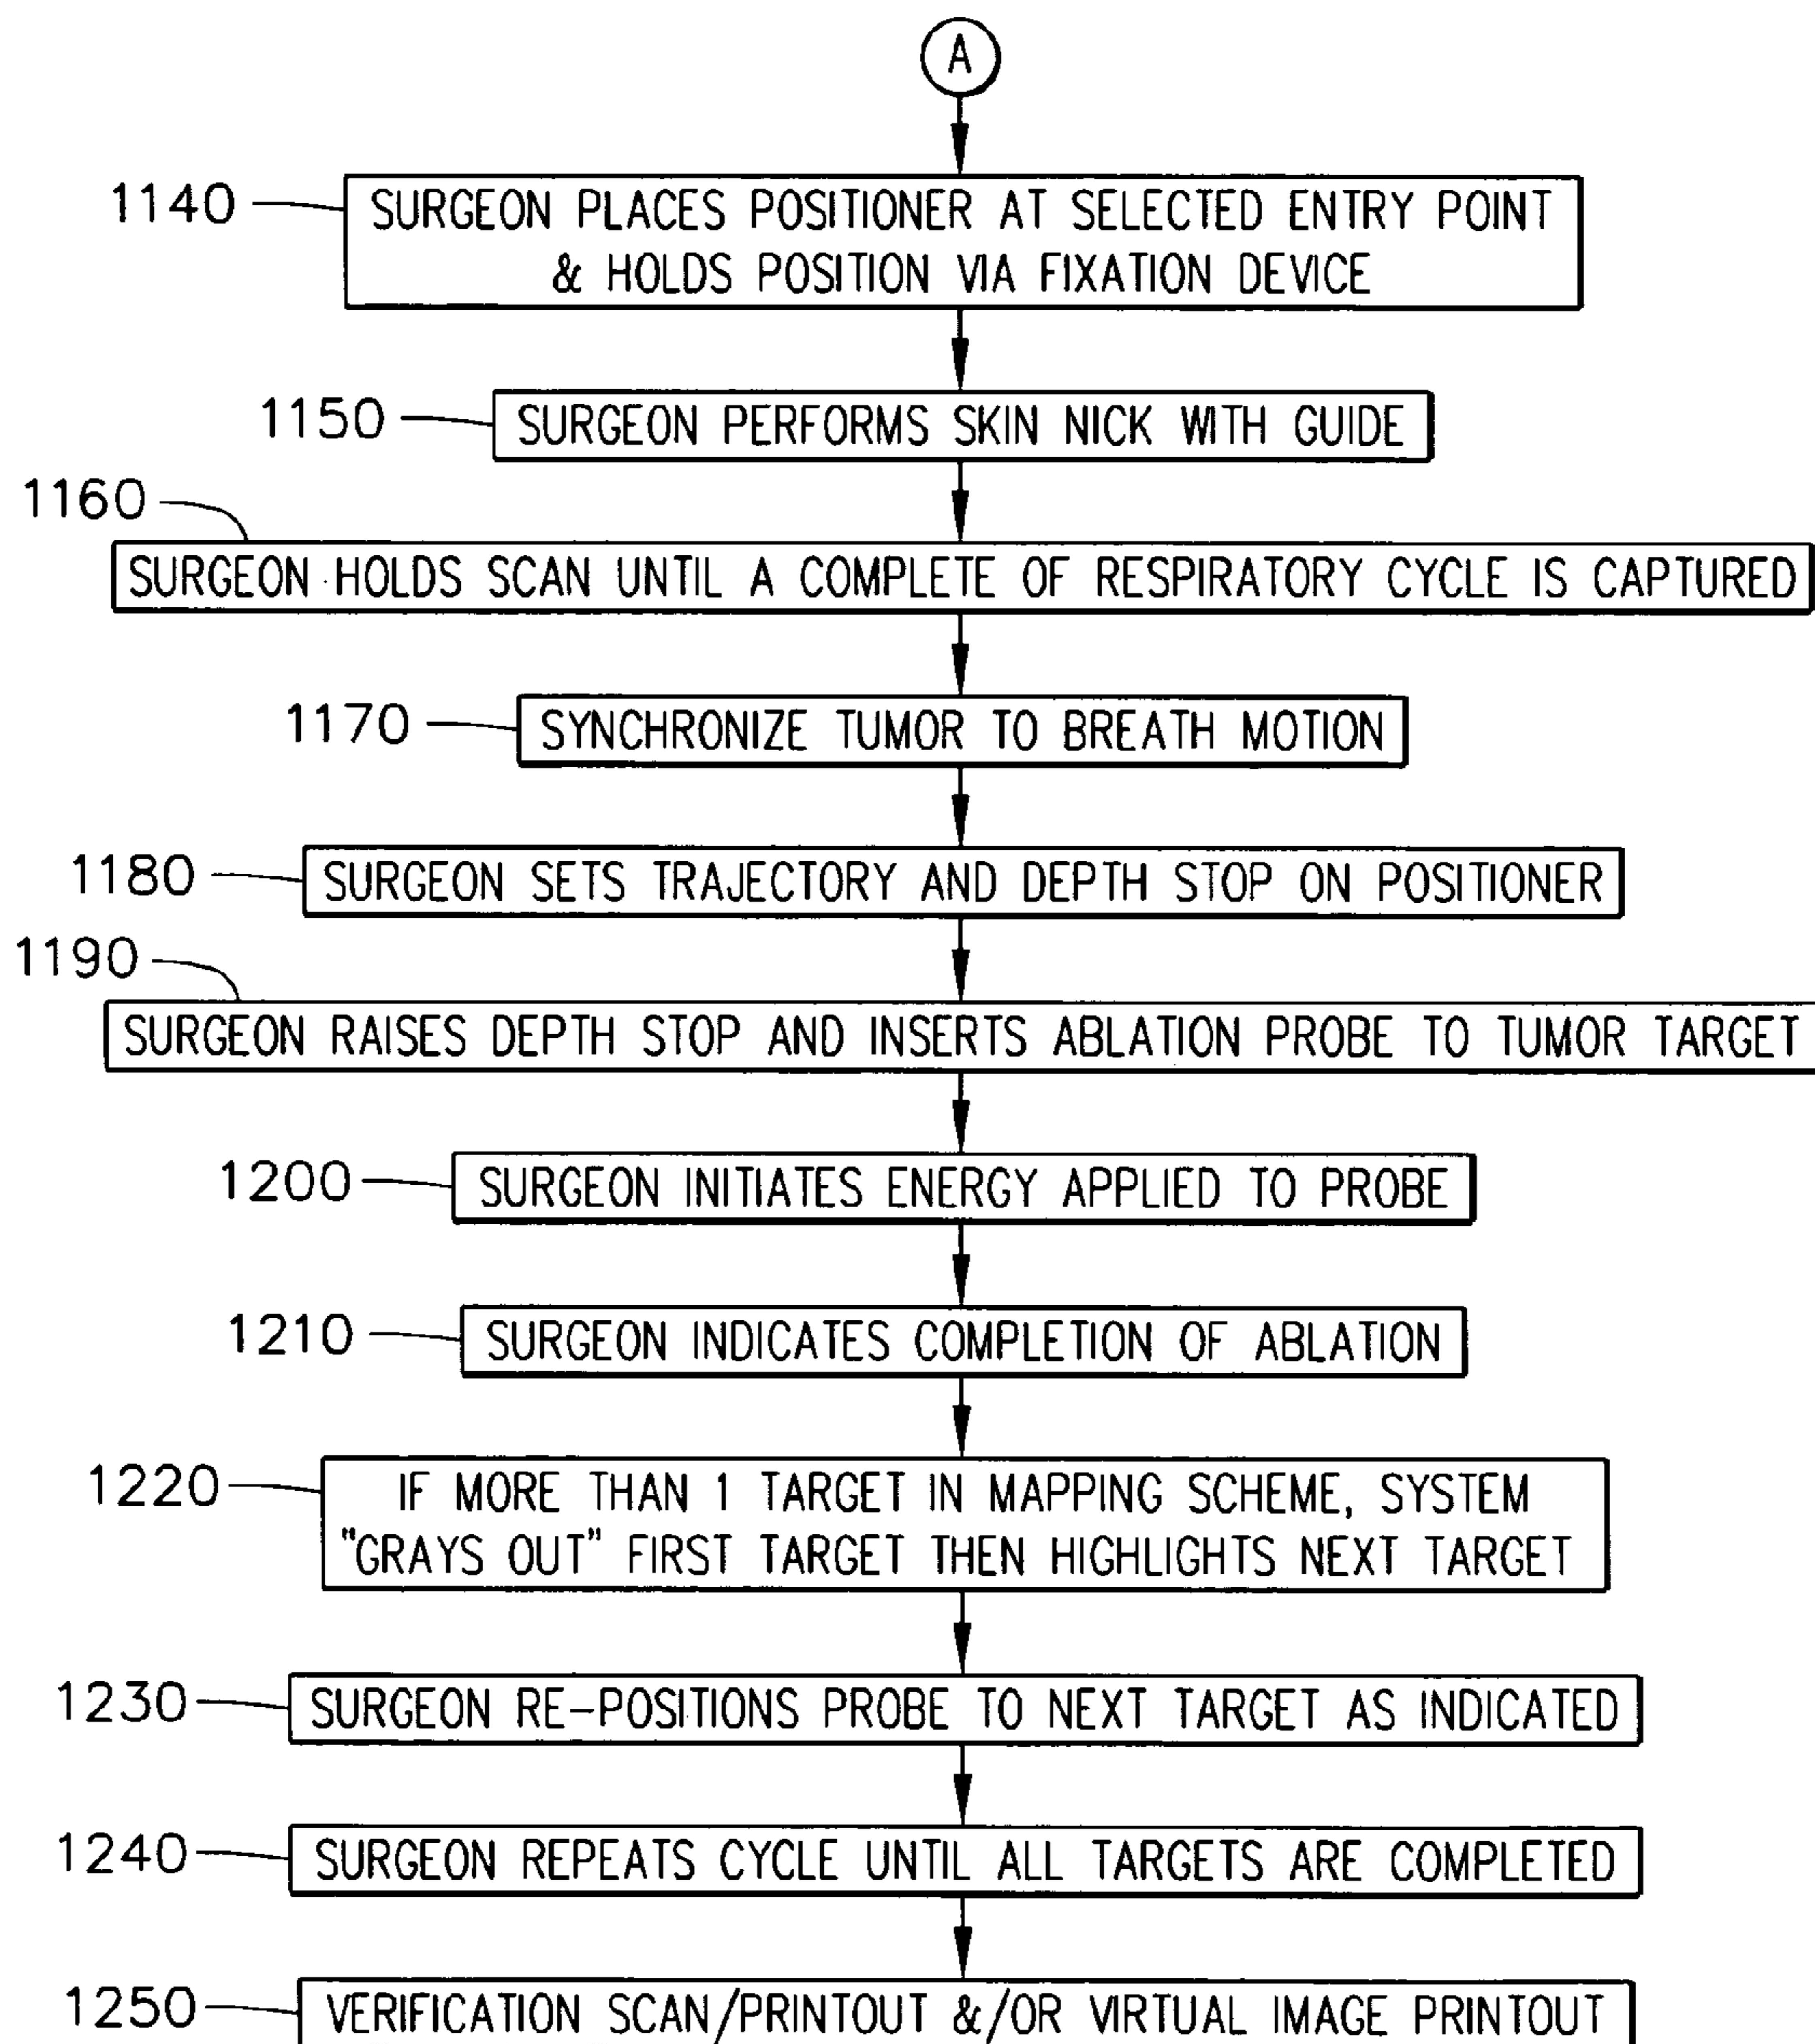 A
1140
SURGEON PLACES POSITIONER AT SELECTED ENTRY POINT
& HOLDS POSITION VIA FIXATION DEVICE
1150
SURGEON PERFORMS SKIN NICK WITH GUIDE
1160
SURGEON HOLDS SCAN UNTIL A COMPLETE OF RESPIRATORY CYCLE IS CAPTURED
1170
SYNCHRONIZE TUMOR TO BREATH MOTION
1180
SURGEON SETS TRAJECTORY AND DEPTH STOP ON POSITIONER
1190
SURGEON RAISES DEPTH STOP AND INSERTS ABLATION PROBE TO TUMOR TARGET
1200
SURGEON INITIATES ENERGY APPLIED TO PROBE
1210
SURGEON INDICATES COMPLETION OF ABLATION
1220
IF MORE THAN 1 TARGET IN MAPPING SCHEME, SYSTEM
"GRAYS OUT" FIRST TARGET THEN HIGHLIGHTS NEXT TARGET
1230
SURGEON RE-POSITIONS PROBE TO NEXT TARGET AS INDICATED
1240
SURGEON REPEATS CYCLE UNTIL ALL TARGETS ARE COMPLETED
1250
VERIFICATION SCAN/PRINTOUT &/OR VIRTUAL IMAGE PRINTOUT